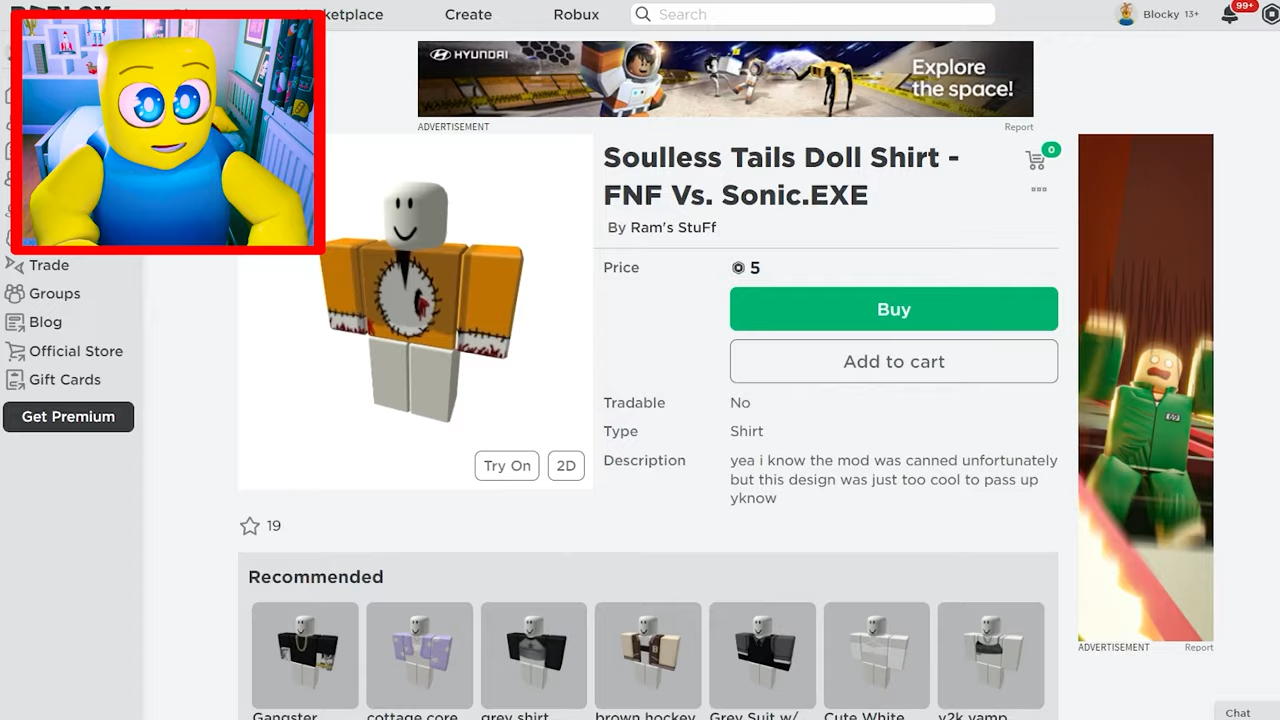 Create
Robux
Search
Blocky 13+
99+
HYUNDAI
Explore
the space!
ADVERTISEMENT
Report
Soulless Tails Doll Shirt -
FNF Vs. Sonic.EXE
0
By Ram's StuFf
Price
5
Buy
Add to cart
Tradable
No
Type
Shirt
Description
yea i know the mod was canned unfortunately
but this design was just too cool to pass up
yknow
Trade
Groups
Blog
Official Store
Gift Cards
Get Premium
Try On
2D
19
Recommended
Gangster
cottage core
grey shirt
brown hockey
Grey Suit w/
Cute White
y2k vamp
ADVERTISEMENT
Report
Chat